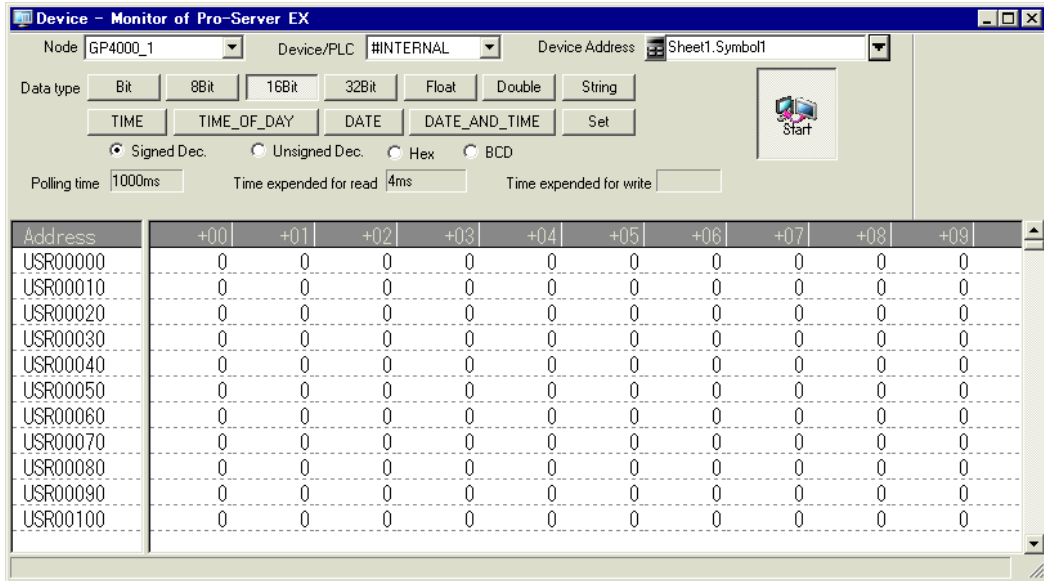 Device - Monitor of Pro-Server EX
Node GP4000_1 Device/PLC #INTERNAL Device Address Sheet1.Symbol1
Data type Bit 8Bit 16Bit 32Bit Float Double String
TIME TIME_OF_DAY DATE DATE_AND_TIME Set
Start
Signed Dec. Unsigned Dec. Hex BCD
Polling time 1000ms Time expended for read 4ms Time expended for write
Address +00 +01 +02 +03 +04 +05 +06 +07 +08 +09
USR00000 0 0 0 0 0 0 0 0 0 0
USR00010 0 0 0 0 0 0 0 0 0 0
USR00020 0 0 0 0 0 0 0 0 0 0
USR00030 0 0 0 0 0 0 0 0 0 0
USR00040 0 0 0 0 0 0 0 0 0 0
USR00050 0 0 0 0 0 0 0 0 0 0
USR00060 0 0 0 0 0 0 0 0 0 0
USR00070 0 0 0 0 0 0 0 0 0 0
USR00080 0 0 0 0 0 0 0 0 0 0
USR00090 0 0 0 0 0 0 0 0 0 0
USR00100 0 0 0 0 0 0 0 0 0 0